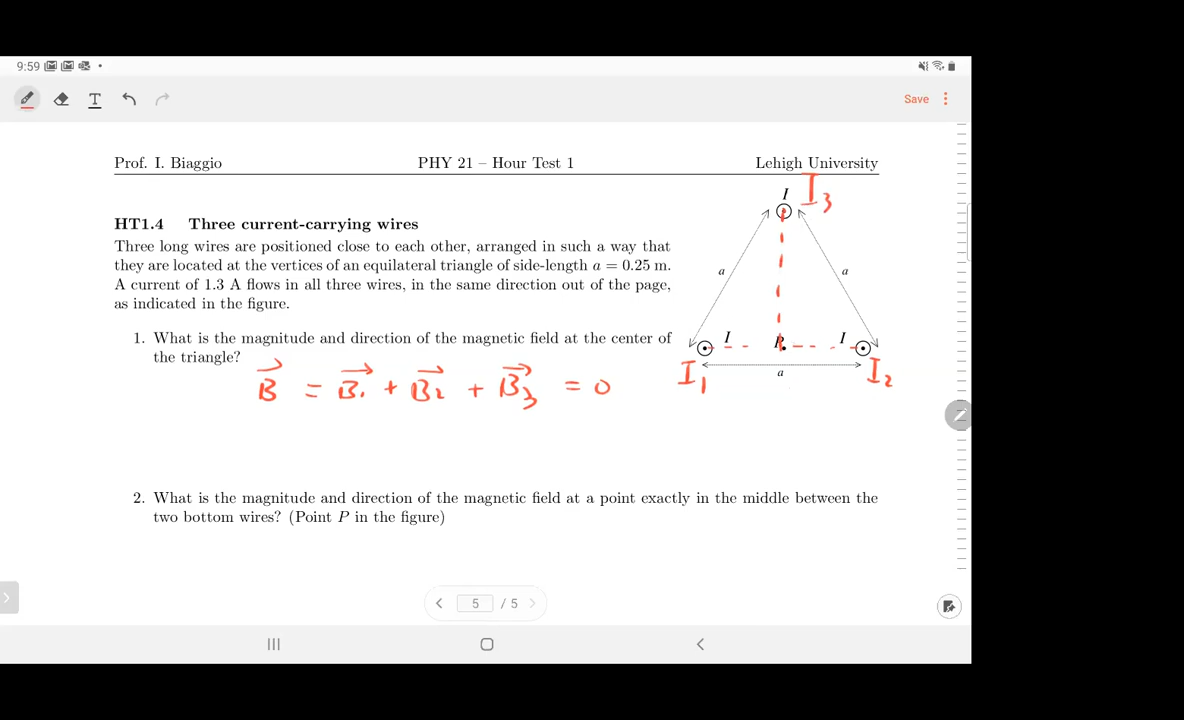 9:59
T
Save
Prof. I. Biaggio PHY 21 – Hour Test 1 Lehigh University
I I₃
HT1.4 Three current-carrying wires
Three long wires are positioned close to each other, arranged in such a way that
they are located at the vertices of an equilateral triangle of side-length a = 0.25 m.
A current of 1.3 A flows in all three wires, in the same direction out of the page,
as indicated in the figure.
a a
1. What is the magnitude and direction of the magnetic field at the center of
the triangle?
I P I
a
I₁ I₂
B⃗ = B⃗₁ + B⃗₂ + B⃗₃ = 0
2. What is the magnitude and direction of the magnetic field at a point exactly in the middle between the
two bottom wires? (Point P in the figure)
5 / 5